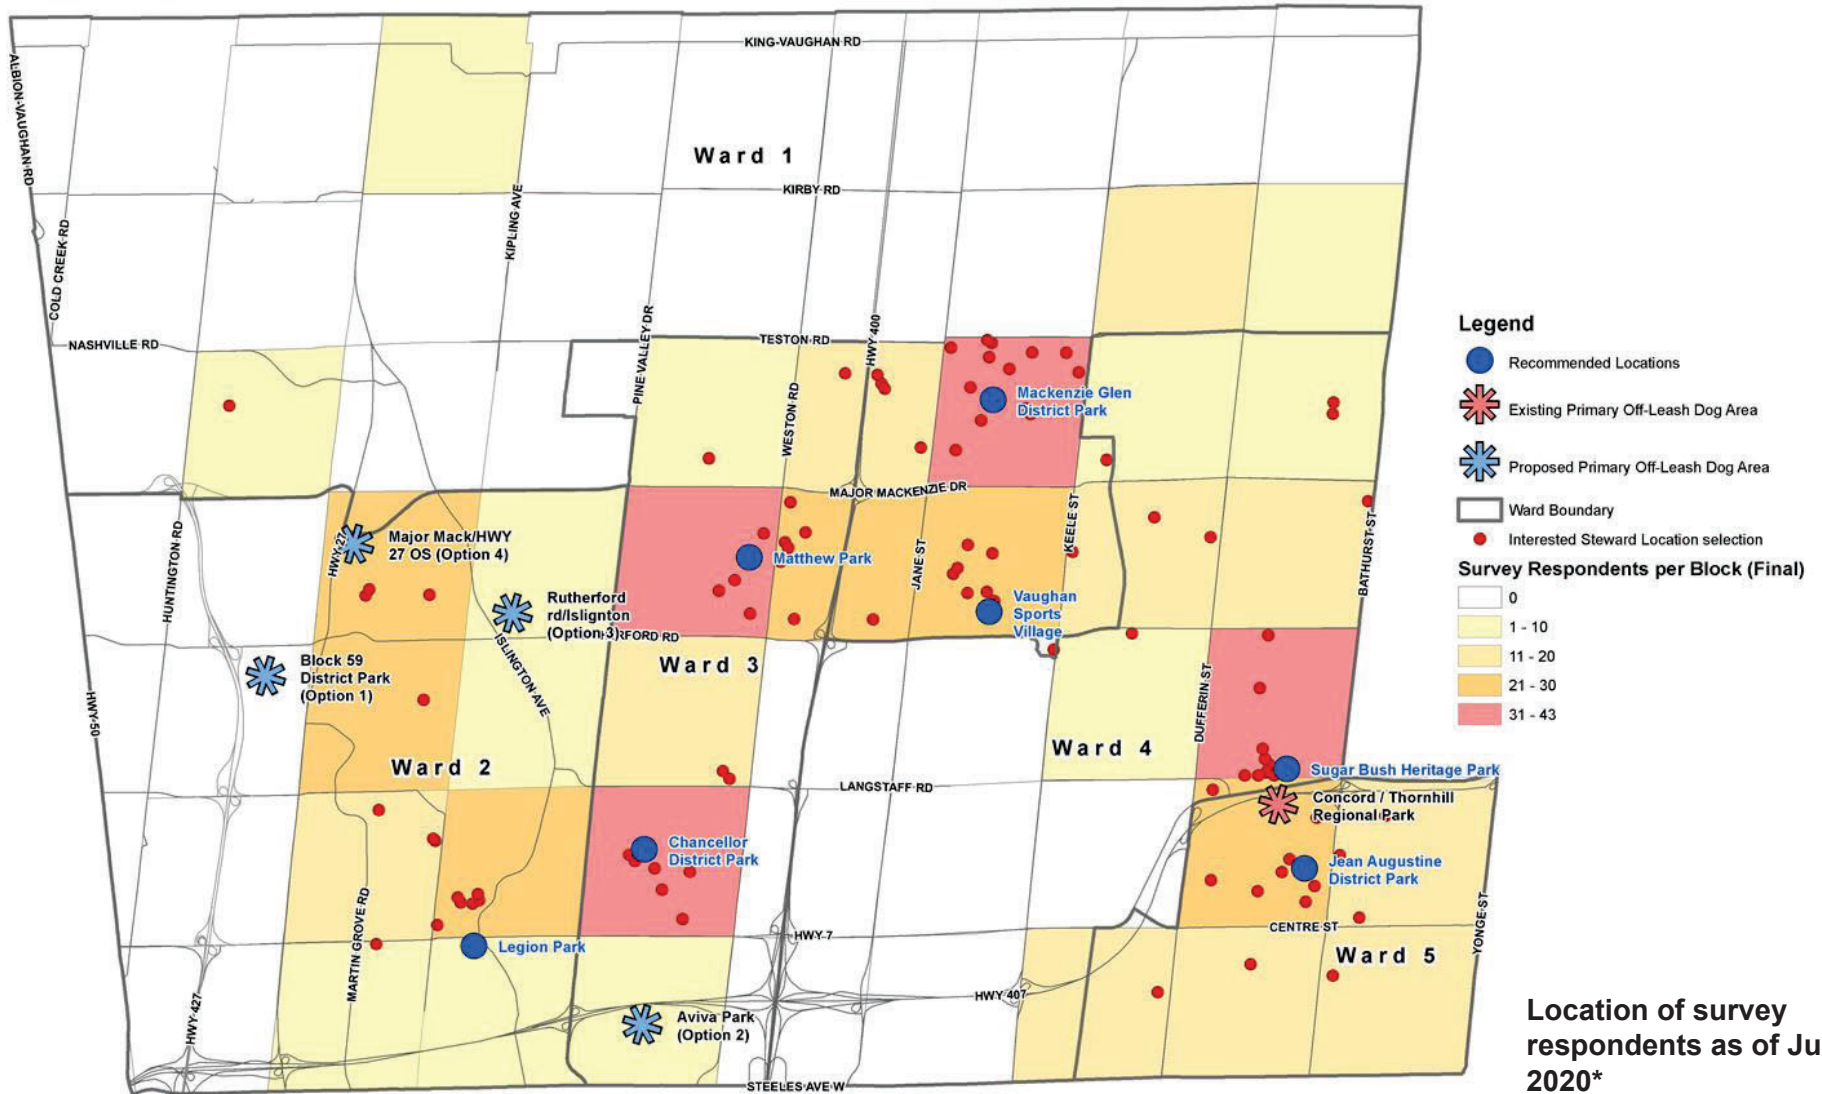 KING-VAUGHAN RD
ALBION-VAUGHAN RD
Ward 1
KIRBY RD
KIPLING AVE
COLD CREEK RD
PINE VALLEY DR
HWY 400
NASHVILLE RD
TESTON RD
WESTON RD
Mackenzie Glen
District Park
MAJOR MACKENZIE DR
KEELE ST
BATHURST ST
HUNTINGTON RD
HWY 27
Major Mack/HWY
27 OS (Option 4)
Matthew Park
JANE ST
Rutherford
rd/Islignton
(Option 3)
RFORD RD
Vaughan
Sports
Village
ISLINGTON AVE
Block 59
District Park
(Option 1)
Ward 3
DUFFERIN ST
HWY 50
Ward 2
Ward 4
LANGSTAFF RD
Sugar Bush Heritage Park
Concord / Thornhill
Regional Park
Chancellor
District Park
Jean Augustine
District Park
MARTIN GROVE RD
Legion Park
HWY 7
CENTRE ST
YONGE ST
Ward 5
HWY 427
HWY 407
Aviva Park
(Option 2)
STEELES AVE W
Legend
Recommended Locations
Existing Primary Off-Leash Dog Area
Proposed Primary Off-Leash Dog Area
Ward Boundary
Interested Steward Location selection
Survey Respondents per Block (Final)
0
1 - 10
11 - 20
21 - 30
31 - 43
Location of survey
respondents as of Ju
2020*